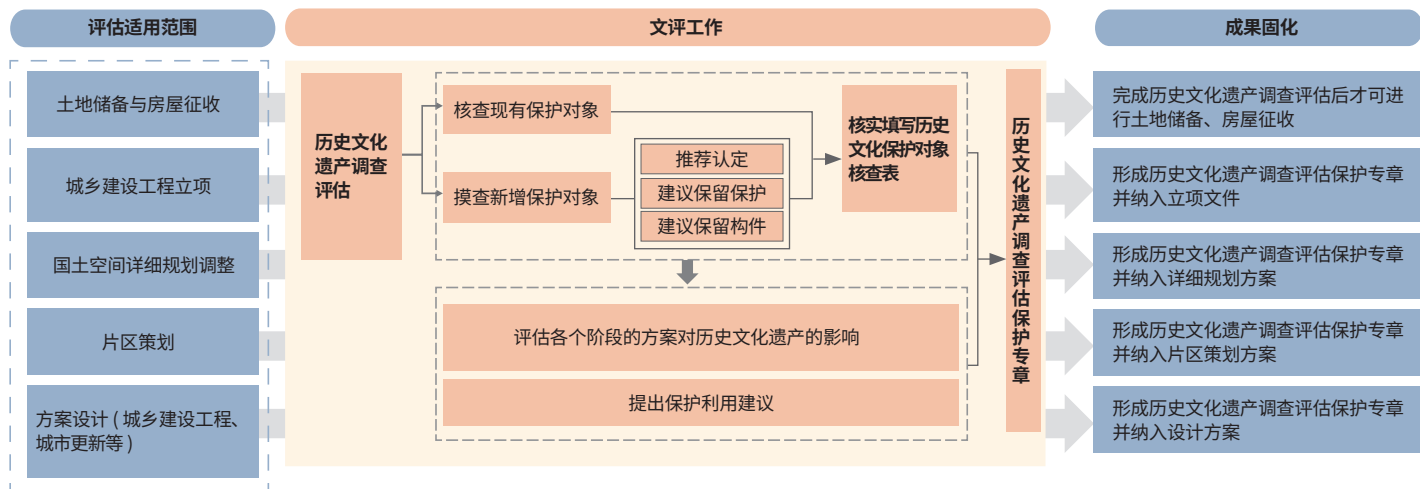 评估适用范围
文评工作
成果固化
土地储备与房屋征收
城乡建设工程立项
国土空间详细规划调整
片区策划
方案设计 ( 城乡建设工程、
城市更新等 )
历史文化
遗产调查
评估
核查现有保护对象
摸查新增保护对象
推荐认定
建议保留保护
建议保留构件
核实填写历史
文化保护对象
核查表
评估各个阶段的方案对历史文化遗产的影响
提出保护利用建议
历史文化遗产调查评估保护专章
完成历史文化遗产调查评估后才可进
行土地储备、房屋征收
形成历史文化遗产调查评估保护专章
并纳入立项文件
形成历史文化遗产调查评估保护专章
并纳入详细规划方案
形成历史文化遗产调查评估保护专章
并纳入片区策划方案
形成历史文化遗产调查评估保护专章
并纳入设计方案